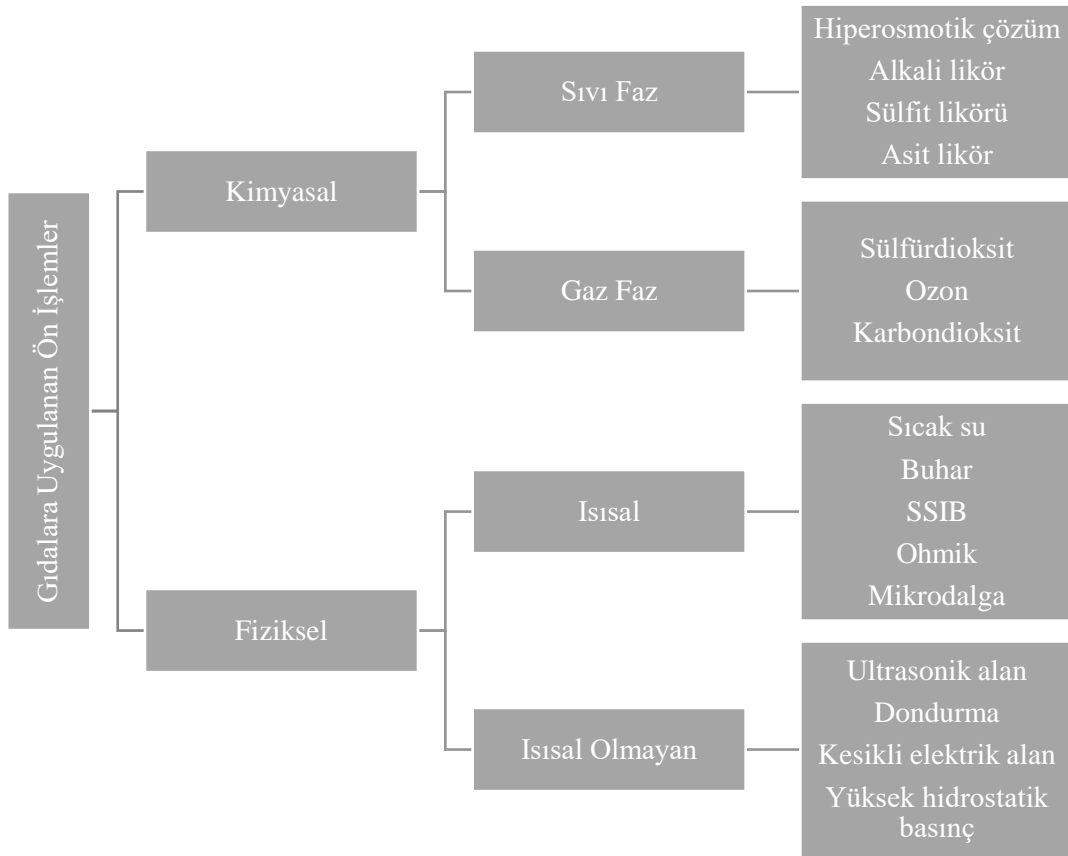 Gıdalara Uygulanan Ön İşlemler
Kimyasal
Sıvı Faz
Hiperosmotik çözüm
Alkali likör
Sülfit likörü
Asit likör
Gaz Faz
Sülfürdioksit
Ozon
Karbondioksit
Fiziksel
Isısal
Sıcak su
Buhar
SSIB
Ohmik
Mikrodalga
Isısal Olmayan
Ultrasonik alan
Dondurma
Kesikli elektrik alan
Yüksek hidrostatik
basınç